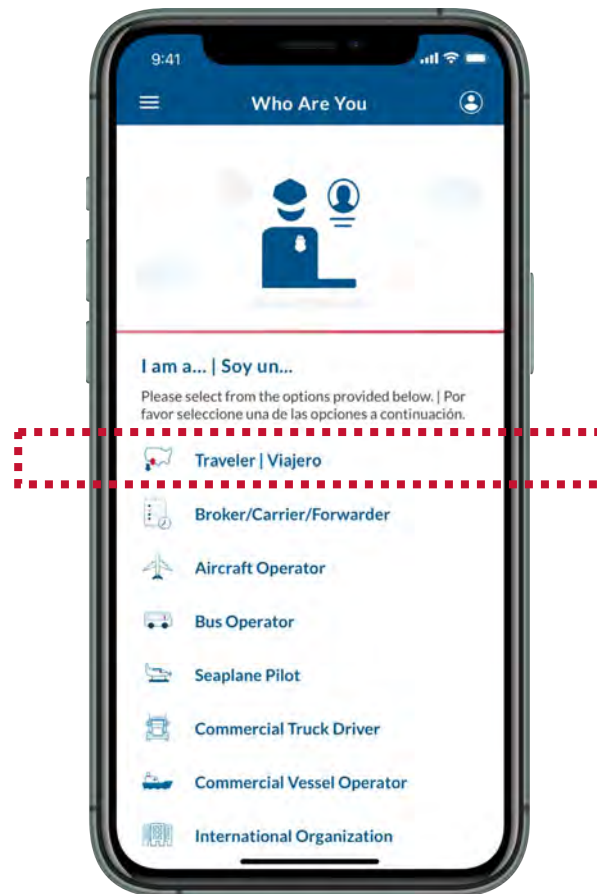 9:41
Who Are You
I am a... | Soy un...
Please select from the options provided below. | Por
favor seleccione una de las opciones a continuación.
Traveler | Viajero
Broker/Carrier/Forwarder
Aircraft Operator
Bus Operator
Seaplane Pilot
Commercial Truck Driver
Commercial Vessel Operator
International Organization